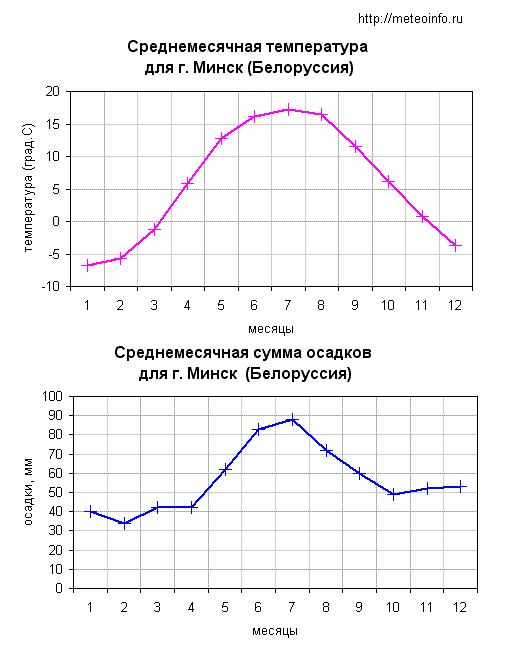 http://meteoinfo.ru
Среднемесячная температура
для г. Минск (Белоруссия)
температура (град.С)
20
15
10
5
0
-5
-10
1 2 3 4 5 6 7 8 9 10 11 12
месяцы
Среднемесячная сумма осадков
для г. Минск (Белоруссия)
осадки, мм
100
90
80
70
60
50
40
30
20
10
0
1 2 3 4 5 6 7 8 9 10 11 12
месяцы